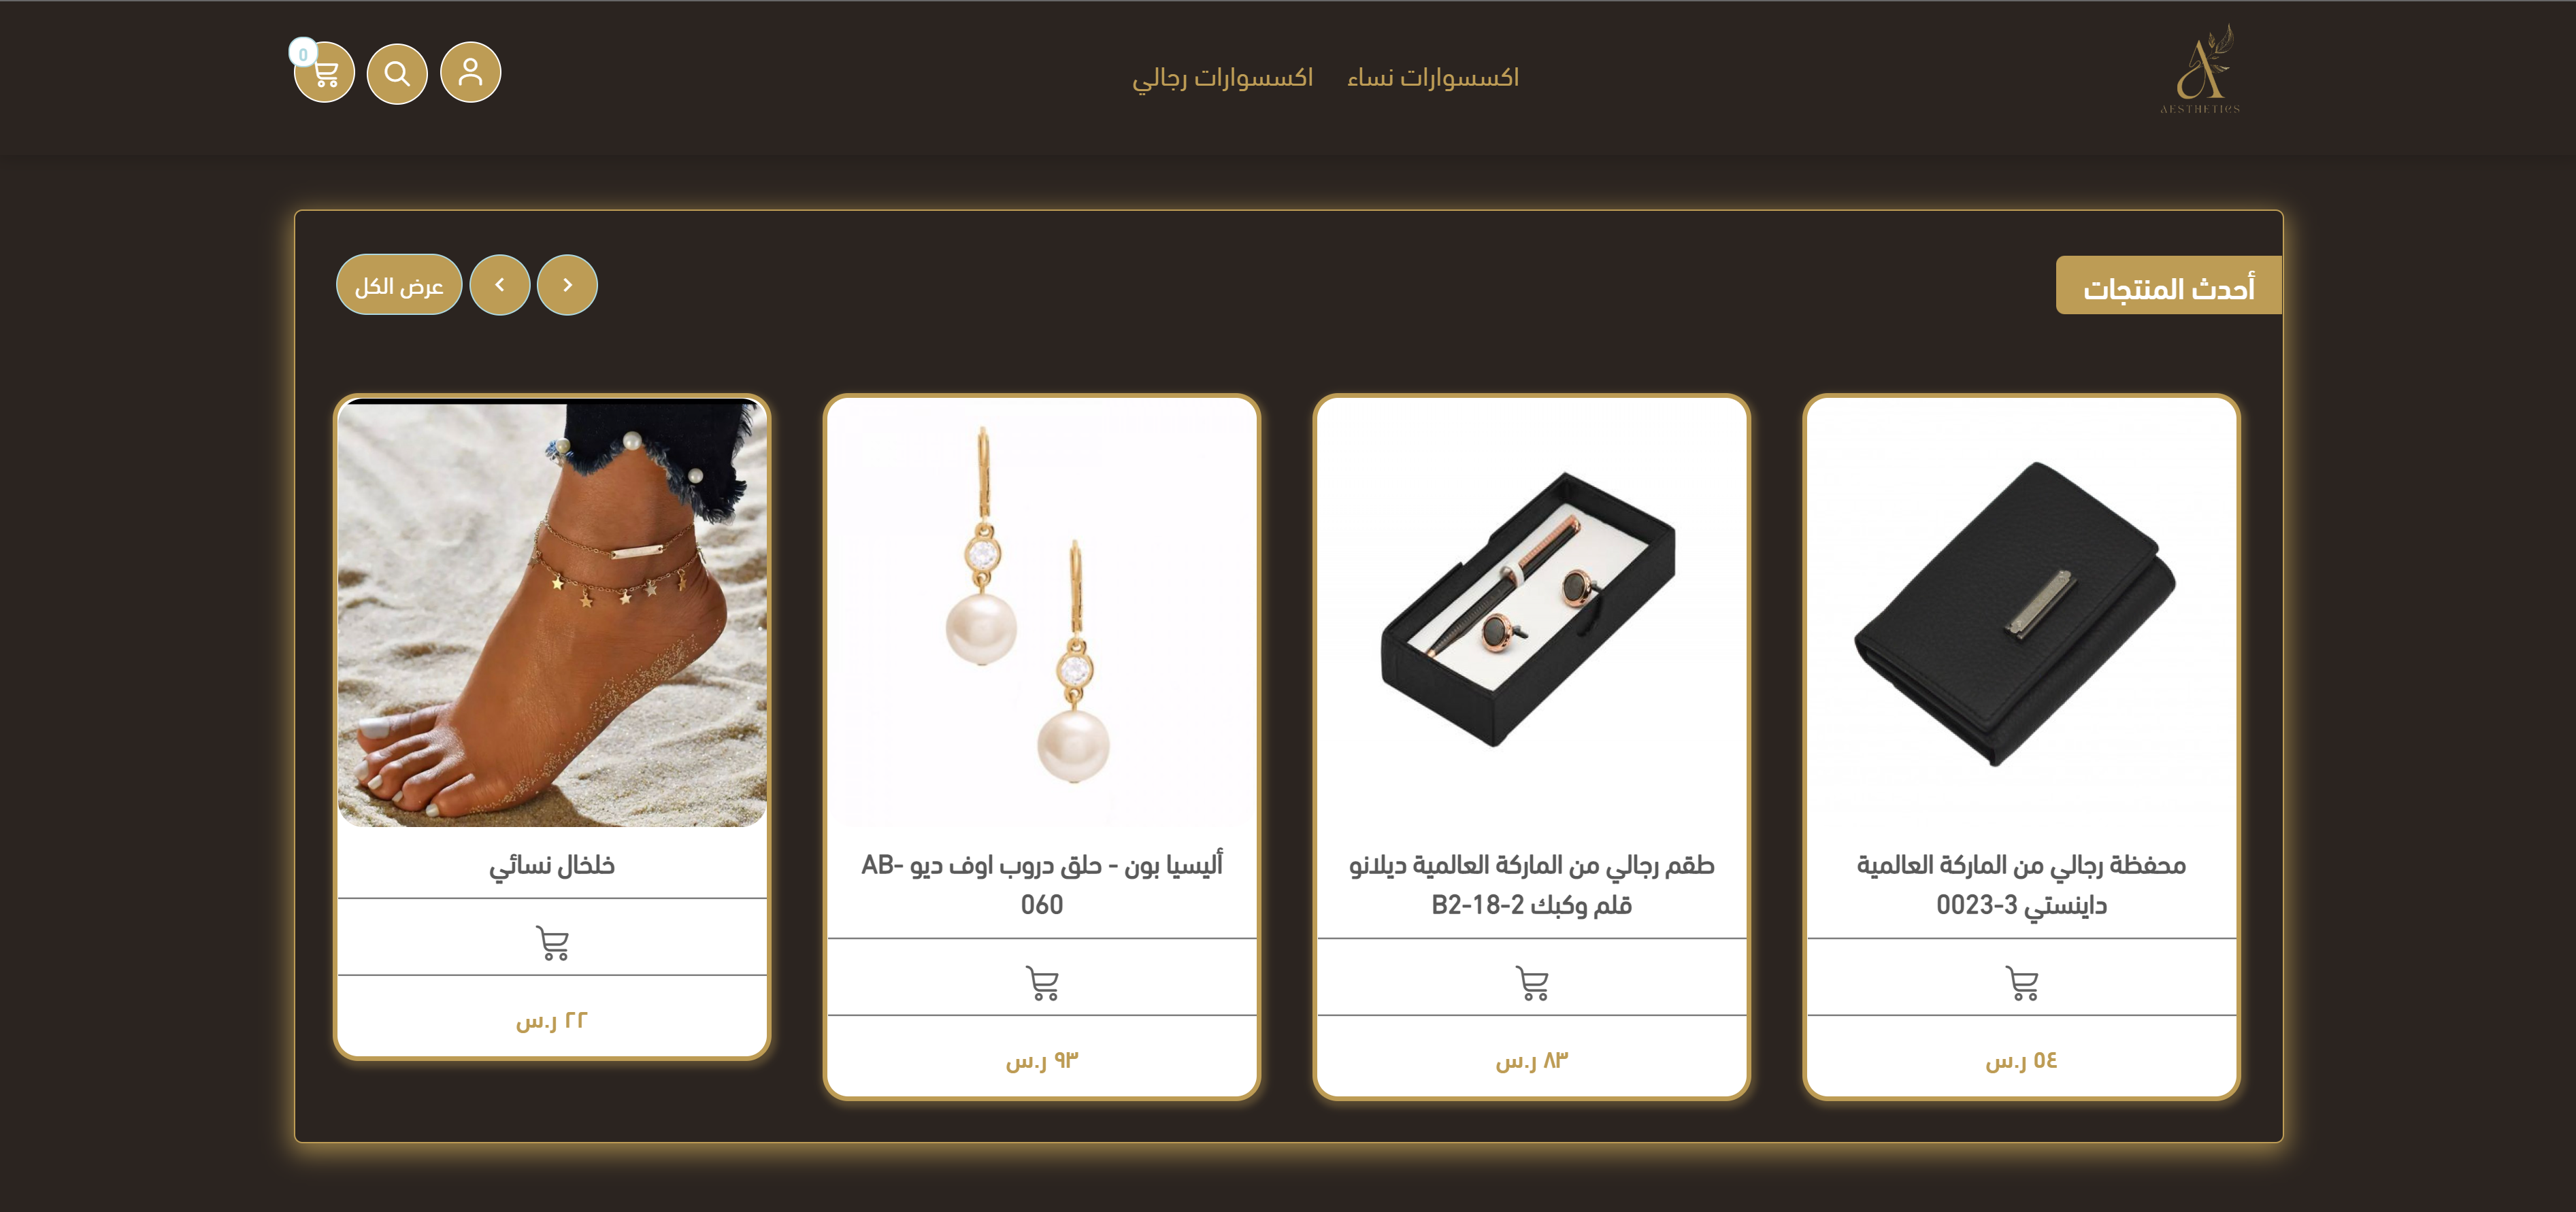 AESTHETICS
اكسسوارات نساء
اكسسوارات رجالي
0
أحدث المنتجات
عرض الكل
محفظة رجالي من الماركة العالمية
داينستي 3-0023
٥٤ ر.س
طقم رجالي من الماركة العالمية ديلانو
قلم وكبك 2-18-B2
٨٣ ر.س
أليسيا بون - حلق دروب اوف ديو AB-
060
٩٣ ر.س
خلخال نسائي
٢٢ ر.س